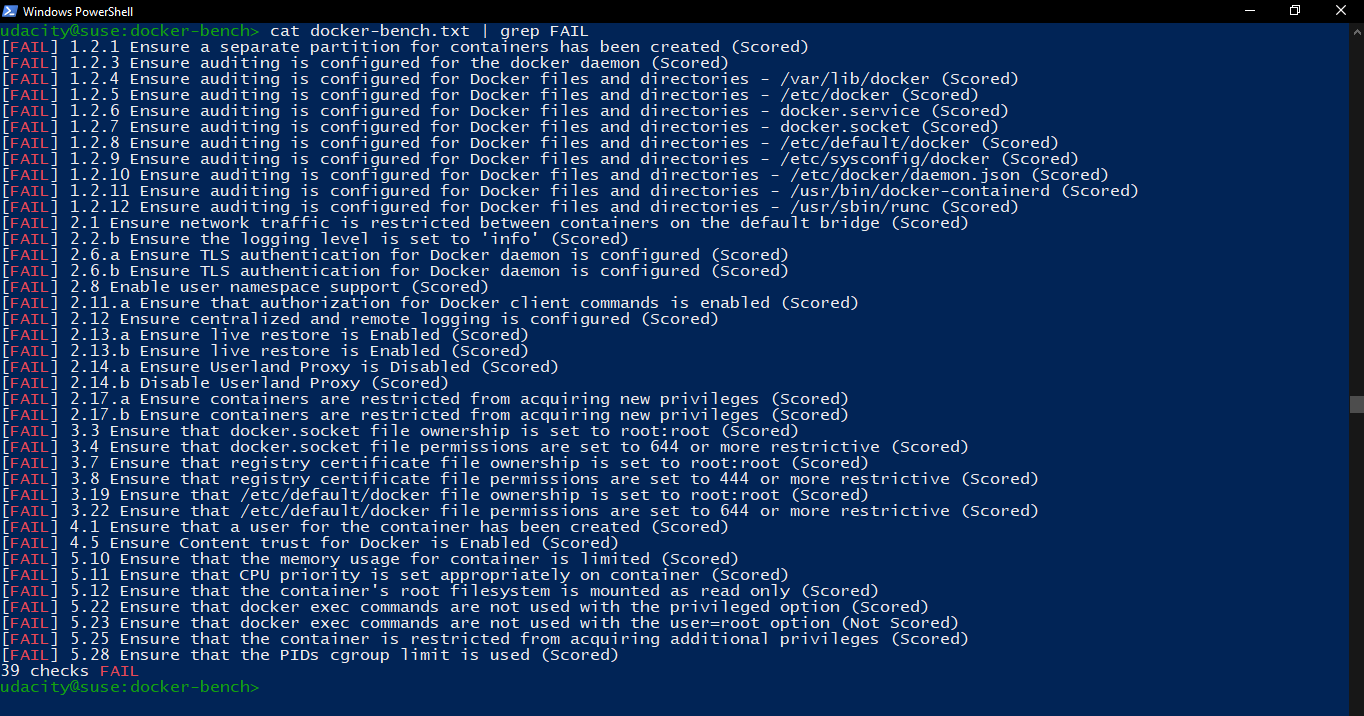 Windows PowerShell
udacity@suse:docker-bench> cat docker-bench.txt | grep FAIL
[FAIL] 1.2.1 Ensure a separate partition for containers has been created (Scored)
[FAIL] 1.2.3 Ensure auditing is configured for the docker daemon (Scored)
[FAIL] 1.2.4 Ensure auditing is configured for Docker files and directories - /var/lib/docker (Scored)
[FAIL] 1.2.5 Ensure auditing is configured for Docker files and directories - /etc/docker (Scored)
[FAIL] 1.2.6 Ensure auditing is configured for Docker files and directories - docker.service (Scored)
[FAIL] 1.2.7 Ensure auditing is configured for Docker files and directories - docker.socket (Scored)
[FAIL] 1.2.8 Ensure auditing is configured for Docker files and directories - /etc/default/docker (Scored)
[FAIL] 1.2.9 Ensure auditing is configured for Docker files and directories - /etc/sysconfig/docker (Scored)
[FAIL] 1.2.10 Ensure auditing is configured for Docker files and directories - /etc/docker/daemon.json (Scored)
[FAIL] 1.2.11 Ensure auditing is configured for Docker files and directories - /usr/bin/docker-containerd (Scored)
[FAIL] 1.2.12 Ensure auditing is configured for Docker files and directories - /usr/sbin/runc (Scored)
[FAIL] 2.1 Ensure network traffic is restricted between containers on the default bridge (Scored)
[FAIL] 2.2.b Ensure the logging level is set to 'info' (Scored)
[FAIL] 2.6.a Ensure TLS authentication for Docker daemon is configured (Scored)
[FAIL] 2.6.b Ensure TLS authentication for Docker daemon is configured (Scored)
[FAIL] 2.8 Enable user namespace support (Scored)
[FAIL] 2.11.a Ensure that authorization for Docker client commands is enabled (Scored)
[FAIL] 2.12 Ensure centralized and remote logging is configured (Scored)
[FAIL] 2.13.a Ensure live restore is Enabled (Scored)
[FAIL] 2.13.b Ensure live restore is Enabled (Scored)
[FAIL] 2.14.a Ensure Userland Proxy is Disabled (Scored)
[FAIL] 2.14.b Disable Userland Proxy (Scored)
[FAIL] 2.17.a Ensure containers are restricted from acquiring new privileges (Scored)
[FAIL] 2.17.b Ensure containers are restricted from acquiring new privileges (Scored)
[FAIL] 3.3 Ensure that docker.socket file ownership is set to root:root (Scored)
[FAIL] 3.4 Ensure that docker.socket file permissions are set to 644 or more restrictive (Scored)
[FAIL] 3.7 Ensure that registry certificate file ownership is set to root:root (Scored)
[FAIL] 3.8 Ensure that registry certificate file permissions are set to 444 or more restrictive (Scored)
[FAIL] 3.19 Ensure that /etc/default/docker file ownership is set to root:root (Scored)
[FAIL] 3.22 Ensure that /etc/default/docker file permissions are set to 644 or more restrictive (Scored)
[FAIL] 4.1 Ensure that a user for the container has been created (Scored)
[FAIL] 4.5 Ensure Content trust for Docker is Enabled (Scored)
[FAIL] 5.10 Ensure that the memory usage for container is limited (Scored)
[FAIL] 5.11 Ensure that CPU priority is set appropriately on container (Scored)
[FAIL] 5.12 Ensure that the container's root filesystem is mounted as read only (Scored)
[FAIL] 5.22 Ensure that docker exec commands are not used with the privileged option (Scored)
[FAIL] 5.23 Ensure that docker exec commands are not used with the user=root option (Not Scored)
[FAIL] 5.25 Ensure that the container is restricted from acquiring additional privileges (Scored)
[FAIL] 5.28 Ensure that the PIDs cgroup limit is used (Scored)
39 checks FAIL
udacity@suse:docker-bench>